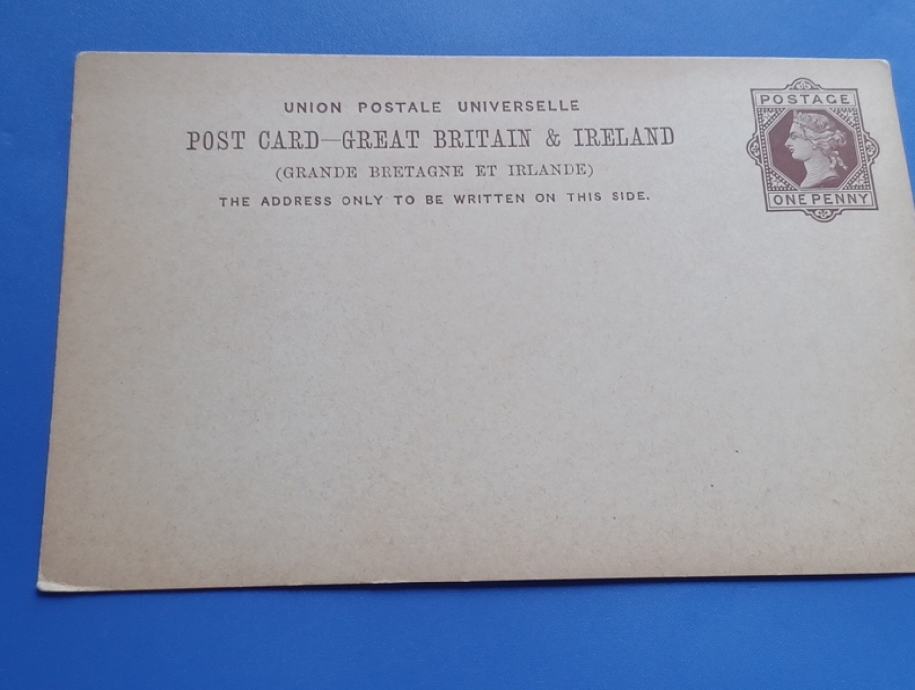 UNION POSTALE UNIVERSELLE
POST CARD—GREAT BRITAIN & IRELAND
(GRANDE BRETAGNE ET IRLANDE)
THE ADDRESS ONLY TO BE WRITTEN ON THIS SIDE.
POSTAGE
ONE PENNY